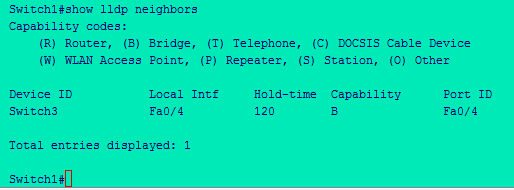 Switch1#show lldp neighbors
Capability codes:
(R) Router, (B) Bridge, (T) Telephone, (C) DOCSIS Cable Device
(W) WLAN Access Point, (P) Repeater, (S) Station, (O) Other
Device ID Local Intf Hold-time Capability Port ID
Switch3 Fa0/4 120 B Fa0/4
Total entries displayed: 1
Switch1#